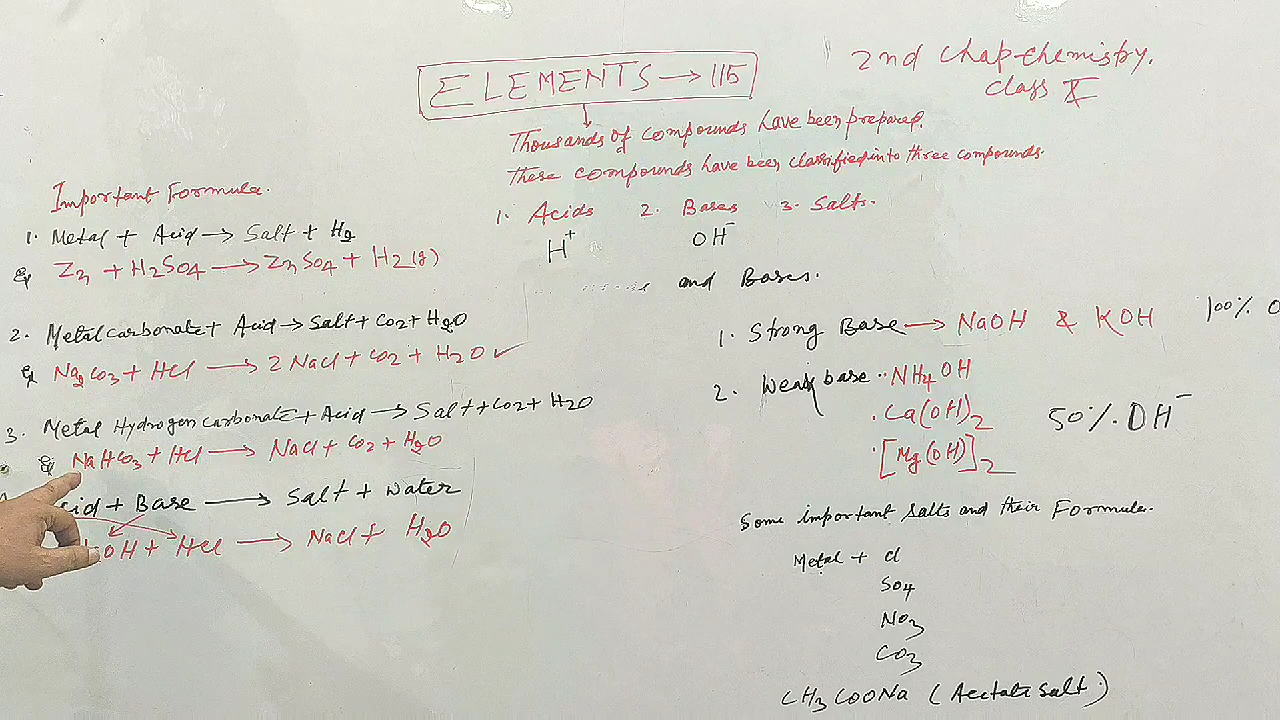 ELEMENTS → 115
2nd Chap chemistry.
class X
Thousands of compounds have been prepared.
These compounds have been classified into three compounds
1. Acids 2. Bases 3. Salts.
H⁺ OH⁻
and Bases.
Important Formula.
1. Metal + Acid → Salt + H2
Eg Zn + H2SO4 → ZnSO4 + H2(g)
2. Metal carbonate + Acid → Salt + CO2 + H2O
Eg Na2CO3 + HCl → 2 NaCl + CO2 + H2O ✓
3. Metal Hydrogen carbonate + Acid → Salt + CO2 + H2O
Eg NaHCO3 + HCl → NaCl + CO2 + H2O
cid + Base → Salt + Water
OH + HCl → NaCl + H2O
1. Strong Base → NaOH & KOH 100% O
2. Weak base .. NH4OH
. Ca(OH)2 50%. OH⁻
. [Mg(OH)]2
Some important salts and their Formula.
Metal + Cl
SO4
NO3
CO3
CH3COONa (Acetate salt)